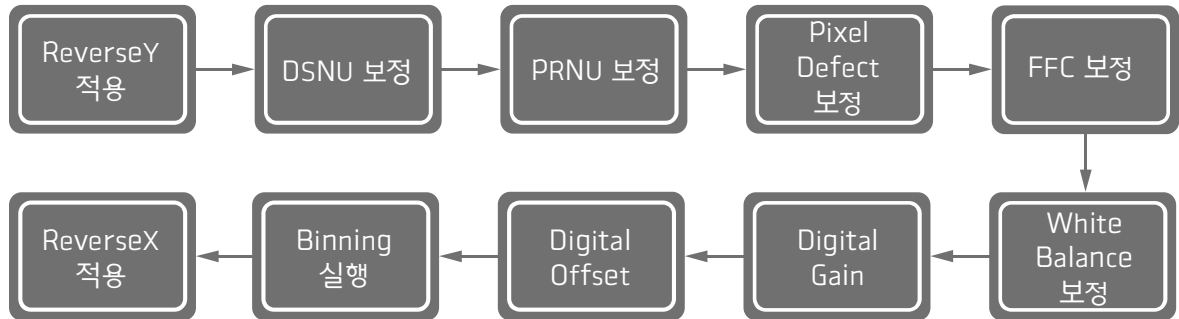 ReverseY
적용
DSNU 보정
PRNU 보정
Pixel
Defect
보정
FFC 보정
White
Balance
보정
Digital
Gain
Digital
Offset
Binning
실행
ReverseX
적용